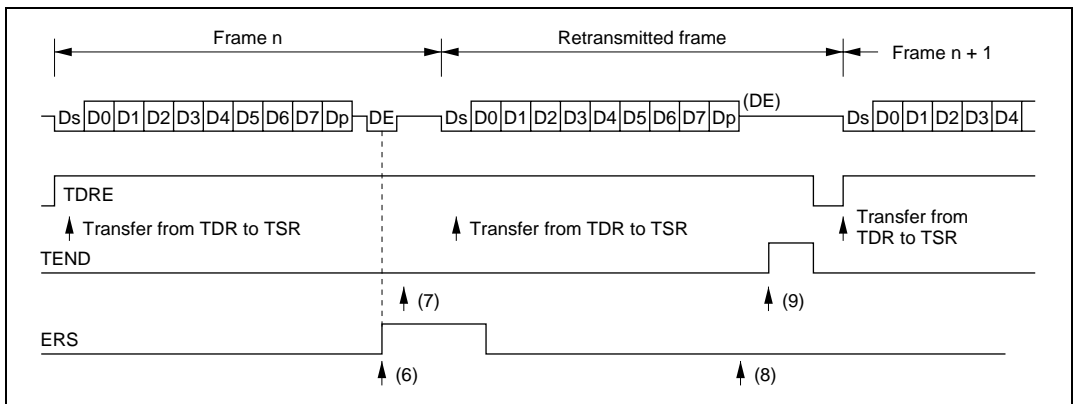 Frame n
Retransmitted frame
Frame n + 1
(DE)
Ds D0 D1 D2 D3 D4 D5 D6 D7 Dp DE Ds D0 D1 D2 D3 D4 D5 D6 D7 Dp Ds D0 D1 D2 D3 D4
TDRE
Transfer from TDR to TSR
Transfer from TDR to TSR
Transfer from
TDR to TSR
TEND
(7)
(9)
ERS
(6)
(8)